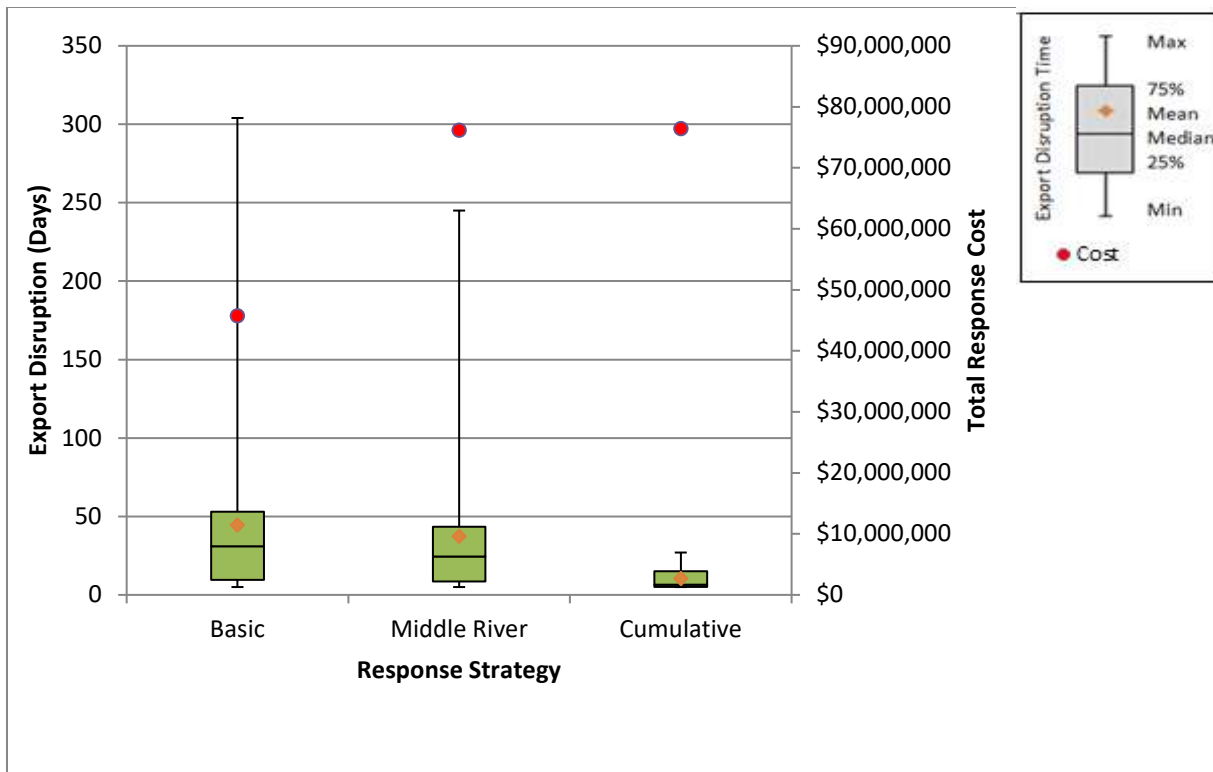 350
300
250
200
150
100
50
0
Export Disruption (Days)
$90,000,000
$80,000,000
$70,000,000
$60,000,000
$50,000,000
$40,000,000
$30,000,000
$20,000,000
$10,000,000
$0
Total Response Cost
Basic
Middle River
Cumulative
Response Strategy
Export Disruption Time
Max
75%
Mean
Median
25%
Min
Cost